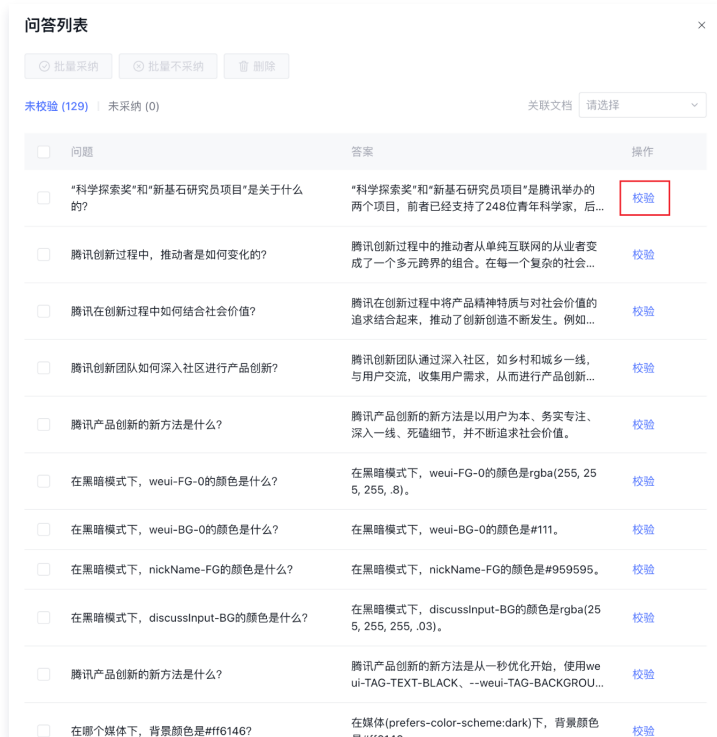 问答列表
批量采纳 批量不采纳 删除
未校验 (129) 未采纳 (0) 关联文档 请选择
问题 答案 操作
“科学探索奖”和“新基石研究员项目”是关于什么
的?
“科学探索奖”和“新基石研究员项目”是腾讯举办的
两个项目，前者已经支持了248位青年科学家，后...
校验
腾讯创新过程中，推动者是如何变化的?
腾讯创新过程中的推动者从单纯互联网的从业者变
成了一个多元跨界的组合。在每一个复杂的社会...
校验
腾讯在创新过程中如何结合社会价值?
腾讯在创新过程中将产品精神特质与对社会价值的
追求结合起来，推动了创新创造不断发生。例如...
校验
腾讯创新团队如何深入社区进行产品创新?
腾讯创新团队通过深入社区，如乡村和城乡一线，
与用户交流，收集用户需求，从而进行产品创新...
校验
腾讯产品创新的新方法是什么?
腾讯产品创新的新方法是以用户为本、务实专注、
深入一线、死磕细节，并不断追求社会价值。
校验
在黑暗模式下，weui-FG-0的颜色是什么?
在黑暗模式下，weui-FG-0的颜色是rgba(255, 25
5, 255, .8)。
校验
在黑暗模式下，weui-BG-0的颜色是什么?
在黑暗模式下，weui-BG-0的颜色是#111。
校验
在黑暗模式下，nickName-FG的颜色是什么?
在黑暗模式下，nickName-FG的颜色是#959595。
校验
在黑暗模式下，discussInput-BG的颜色是什么?
在黑暗模式下，discussInput-BG的颜色是rgba(25
5, 255, 255, .03)。
校验
腾讯产品创新的新方法是什么?
腾讯产品创新的新方法是从一秒优化开始，使用we
ui-TAG-TEXT-BLACK、--weui-TAG-BACKGROU...
校验
在哪个媒体下，背景颜色是#ff6146?
在媒体(prefers-color-scheme:dark)下，背景颜色
校验